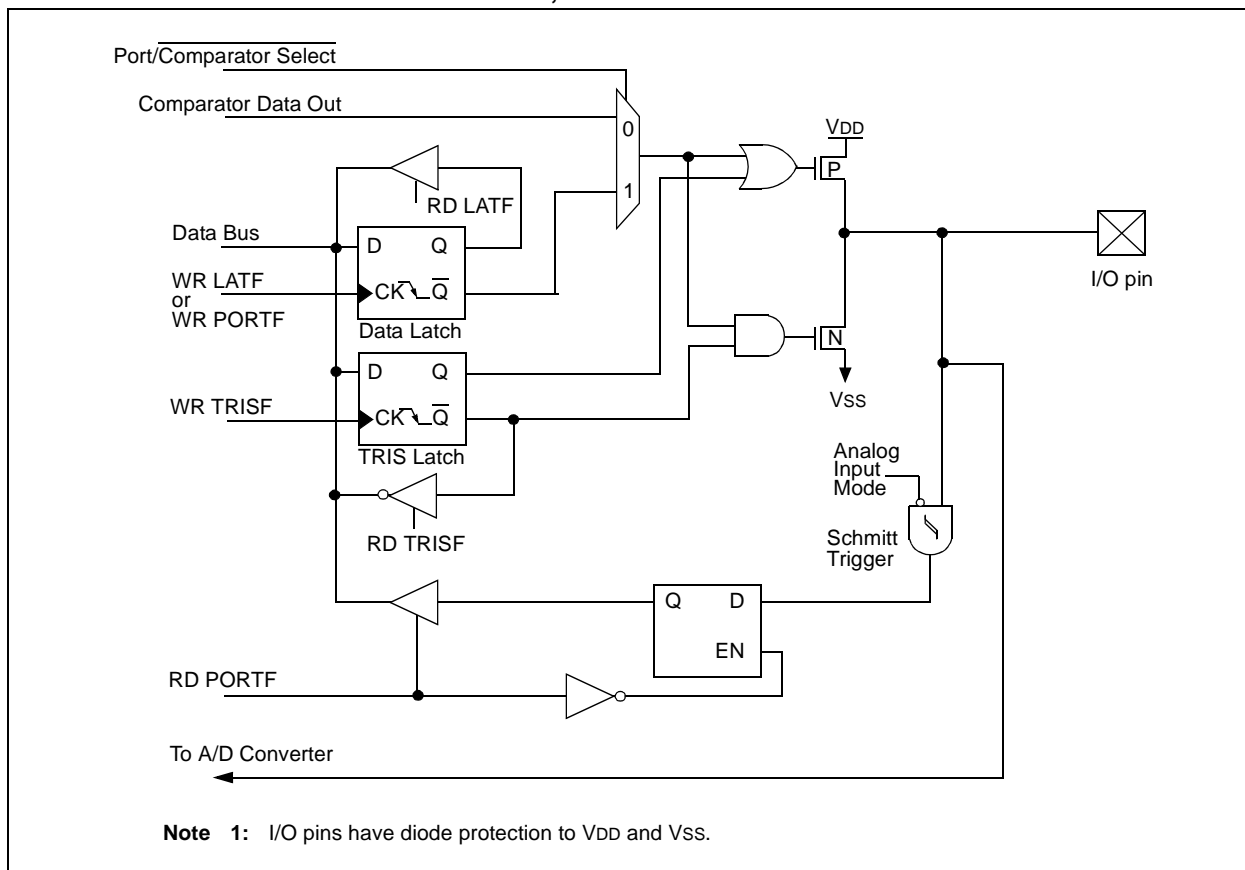 Port/Comparator Select
Comparator Data Out
0
1
VDD
P
RD LATF
Data Bus
D Q
WR LATF
or
WR PORTF
CK Q
Data Latch
I/O pin
N
VSS
D Q
WR TRISF
CK Q
TRIS Latch
RD TRISF
Analog
Input
Mode
Schmitt
Trigger
Q D
EN
RD PORTF
To A/D Converter
Note 1: I/O pins have diode protection to VDD and VSS.